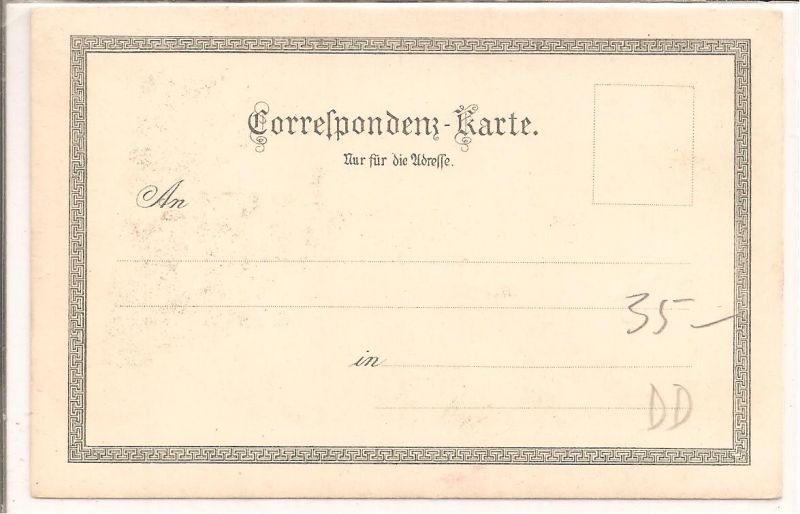 Correſpondenz-Karte.
Nur für die Adreſſe.
An
35-
in
DD